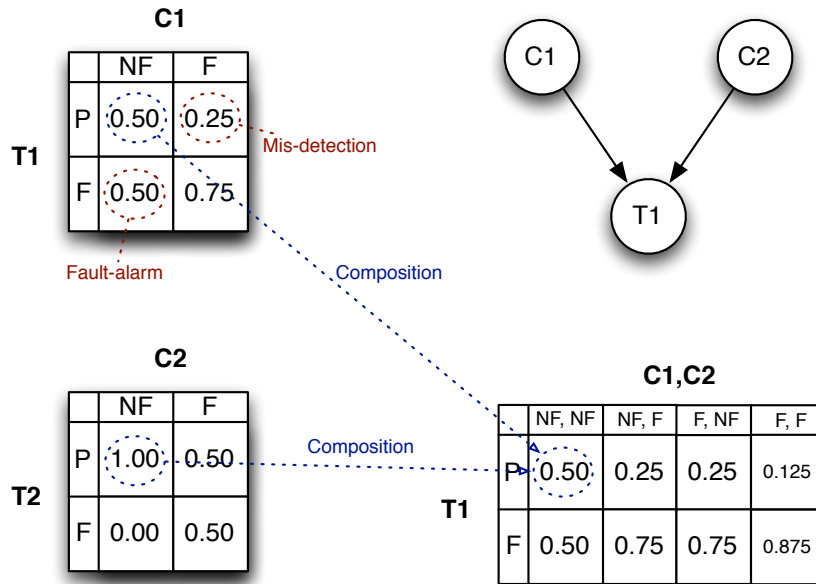 C1
NF F
T1
P 0.50 0.25
F 0.50 0.75
Mis-detection
Fault-alarm
C1
C2
T1
Composition
C2
NF F
T2
P 1.00 0.50
F 0.00 0.50
Composition
C1,C2
NF, NF NF, F F, NF F, F
T1
P 0.50 0.25 0.25 0.125
F 0.50 0.75 0.75 0.875